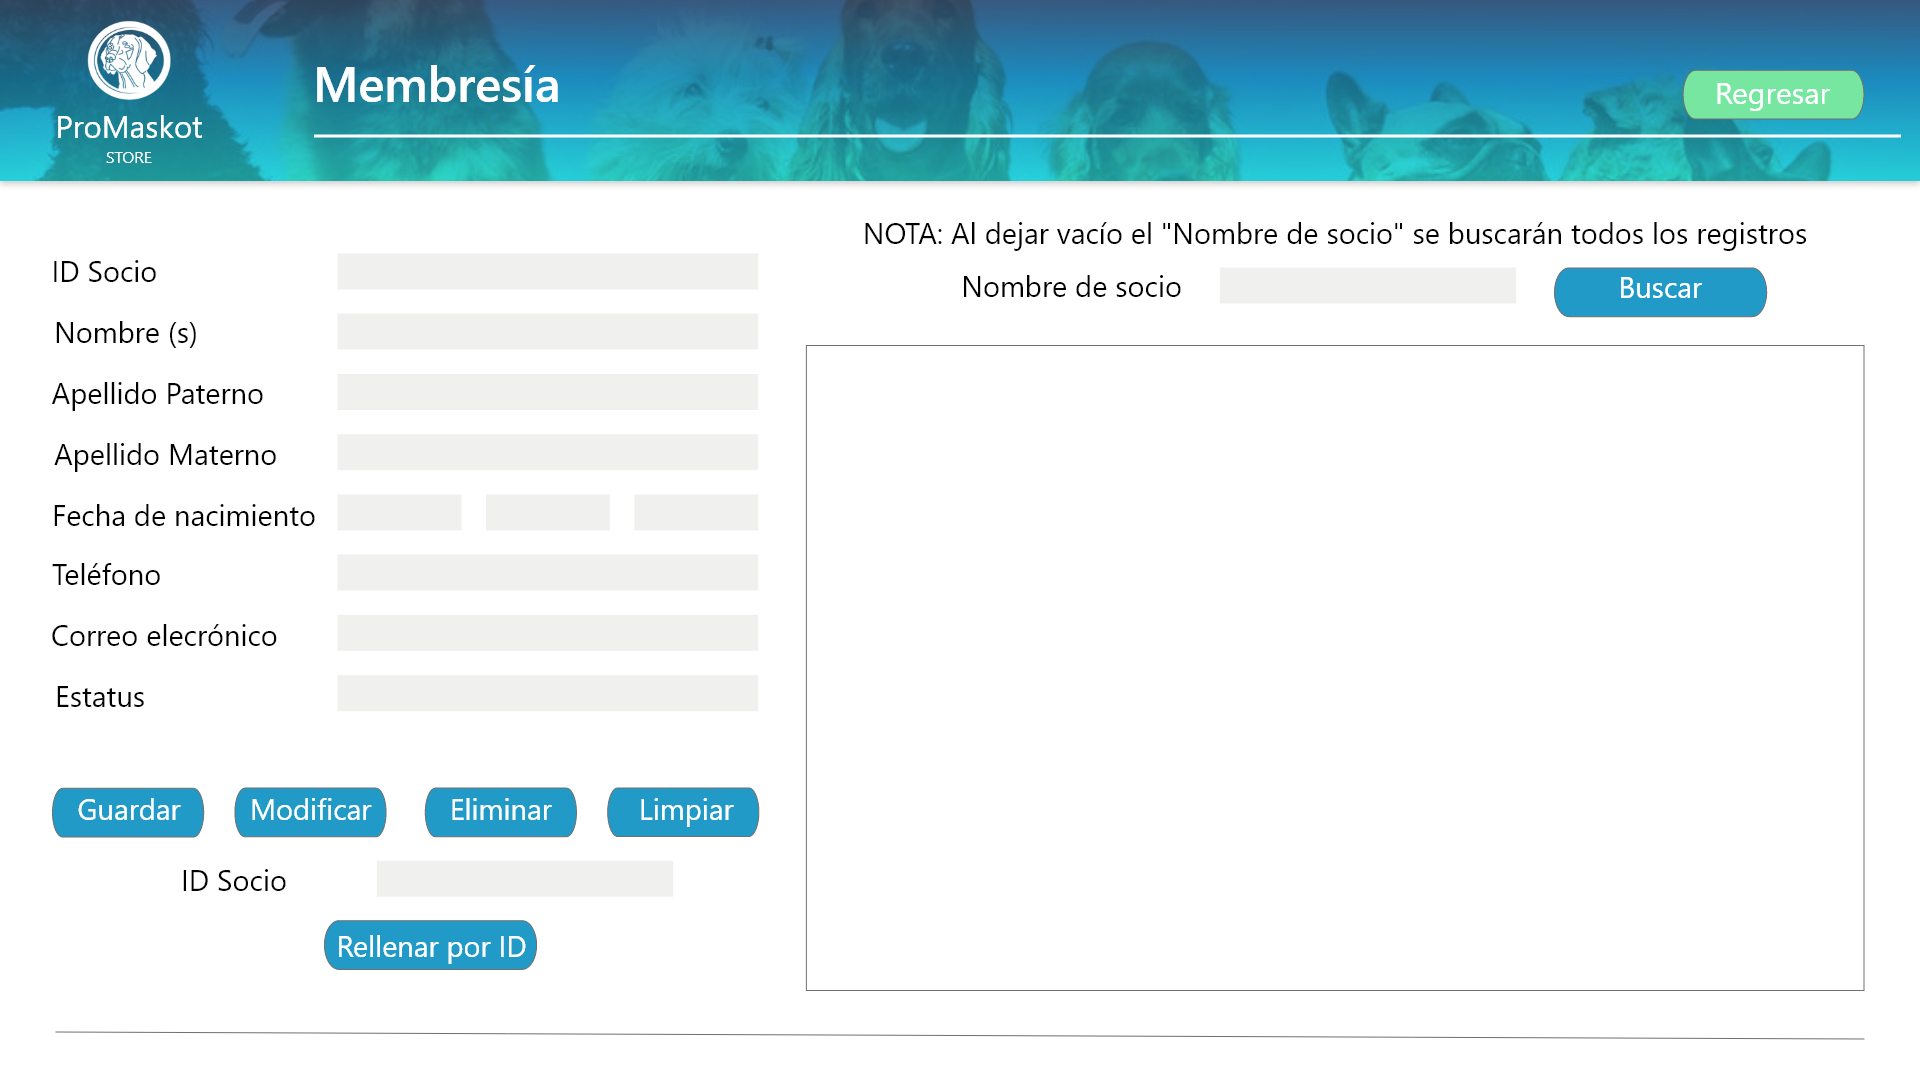 ProMaskot
STORE
Membresía
Regresar
ID Socio
Nombre (s)
Apellido Paterno
Apellido Materno
Fecha de nacimiento
Teléfono
Correo elecrónico
Estatus
Guardar
Modificar
Eliminar
Limpiar
ID Socio
Rellenar por ID
NOTA: Al dejar vacío el "Nombre de socio" se buscarán todos los registros
Nombre de socio
Buscar